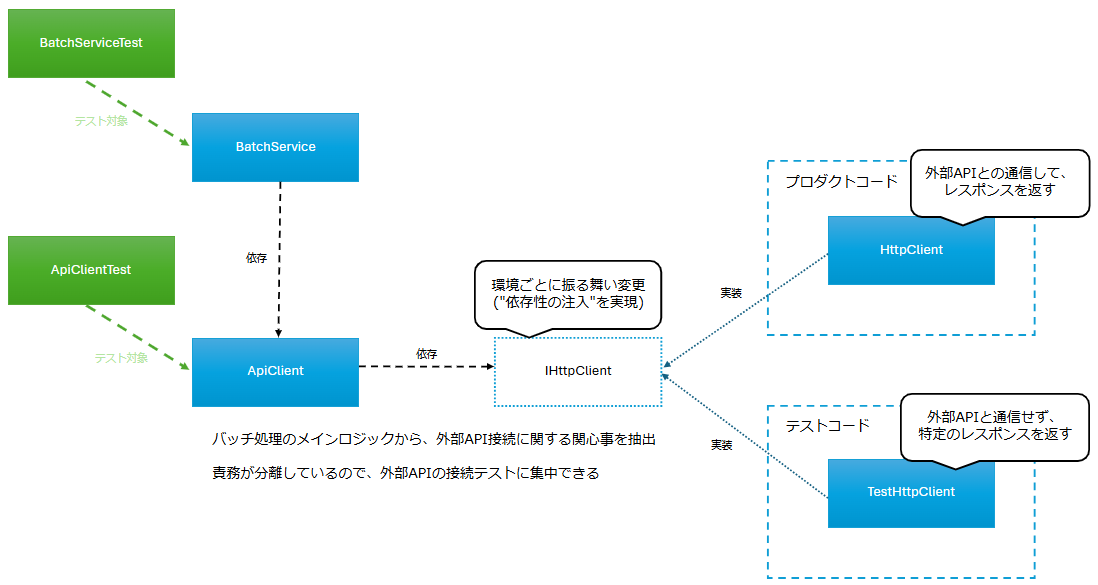 BatchServiceTest
テスト対象
BatchService
依存
ApiClientTest
テスト対象
ApiClient
依存
環境ごとに振る舞い変更
("依存性の注入"を実現)
IHttpClient
バッチ処理のメインロジックから、外部API接続に関する関心事を抽出
責務が分離しているので、外部APIの接続テストに集中できる
実装
実装
プロダクトコード
外部APIとの通信して、
レスポンスを返す
HttpClient
テストコード
外部APIと通信せず、
特定のレスポンスを返す
TestHttpClient